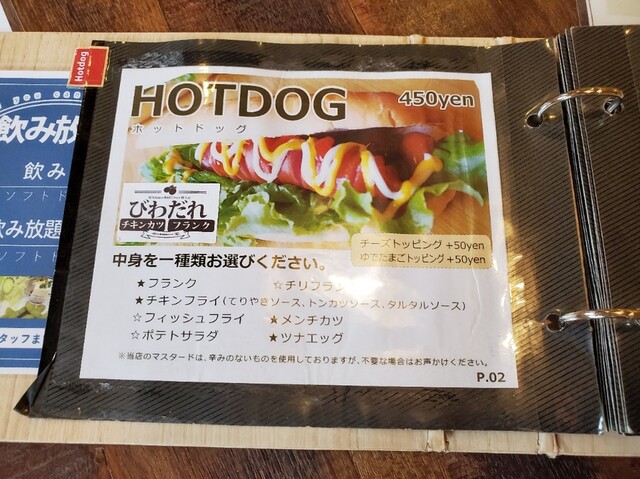 Hotdog
飲み放
飲み
ソフトド
み放題
ソフトド
タッフま
HOTDOG
450yen
ホットドッグ
びわだれ
チキンカツ フランク
チーズトッピング +50yen
ゆでたまごトッピング +50yen
中身を一種類お選びください。
★フランク ☆チリフラン
★チキンフライ(てりやきソース、トンカツソース、タルタルソース)
☆フィッシュフライ ★メンチカツ
☆ポテトサラダ ★ツナエッグ
※当店のマスタードは、辛みのないものを使用しておりますが、不要な場合はお声かけください。
P.02